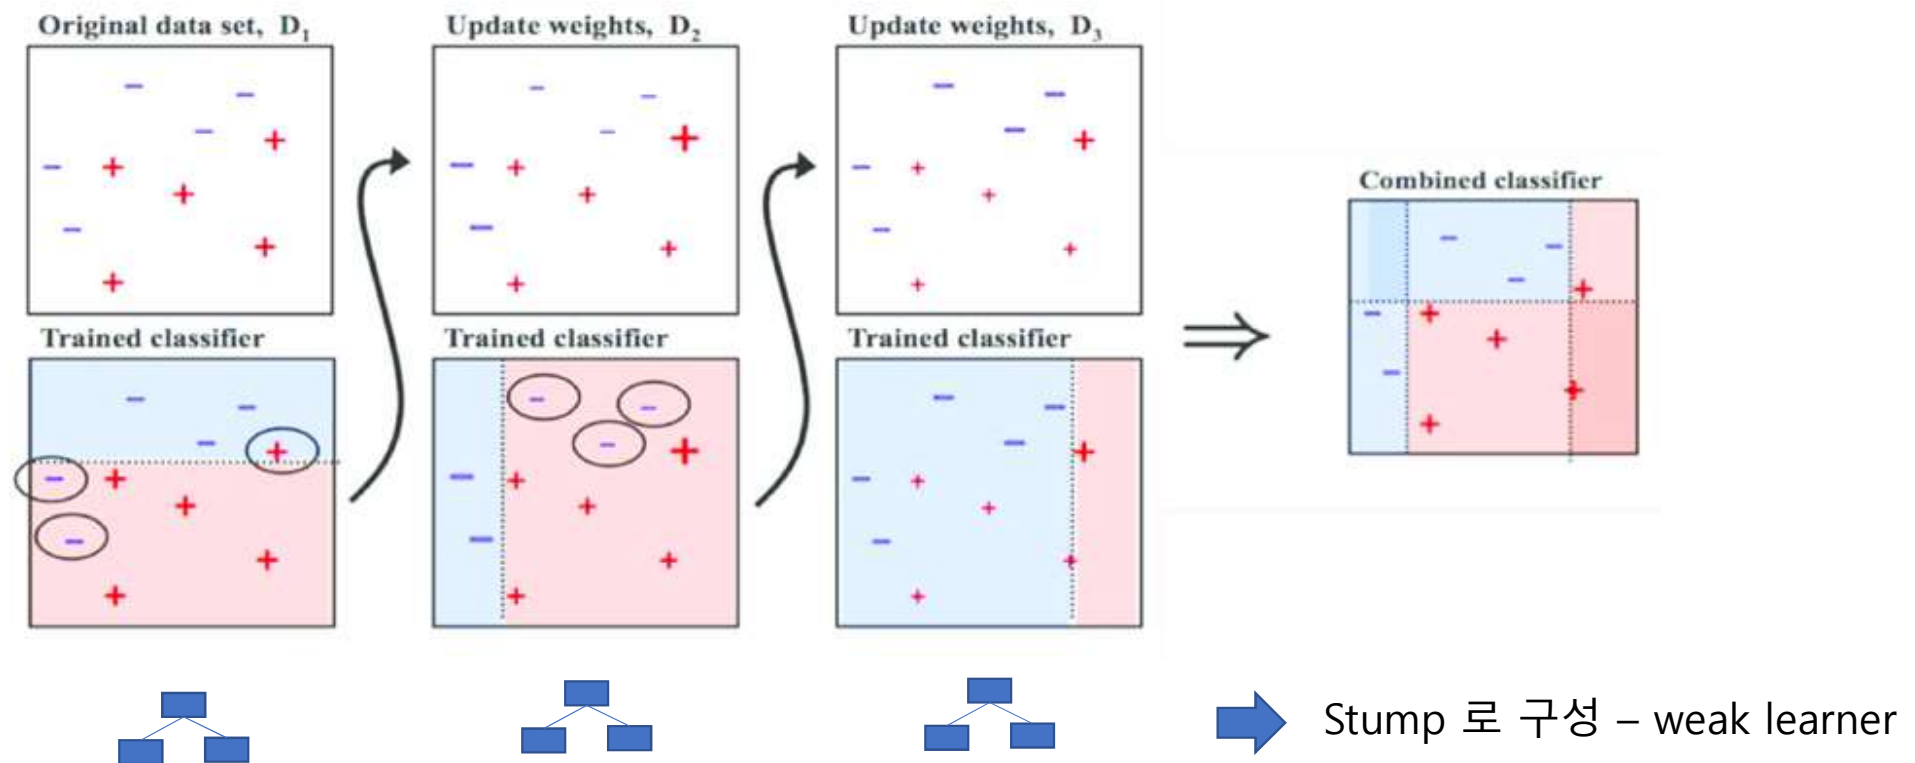 Original data set, D1
Update weights, D2
Update weights, D3
Trained classifier
Trained classifier
Trained classifier
Combined classifier
Stump 로 구성 – weak learner